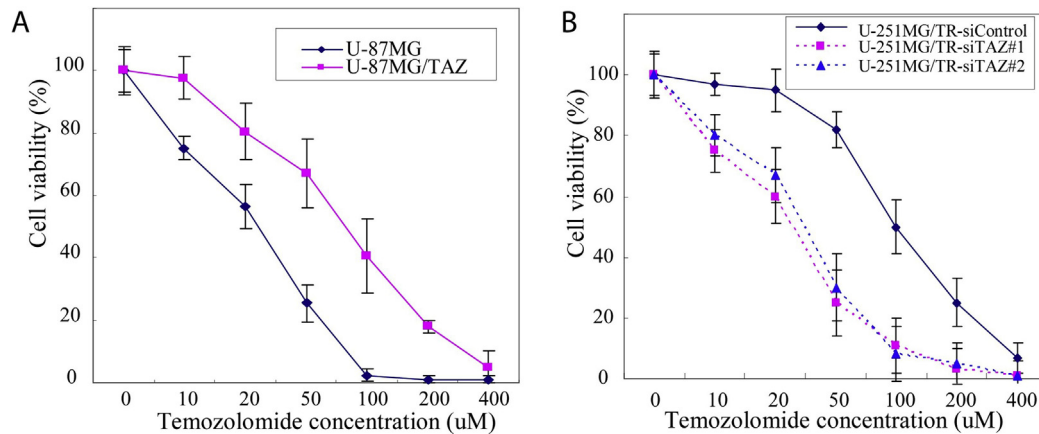 A
U-87MG
U-87MG/TAZ
Cell viability (%)
100
80
60
40
20
0
0 10 20 50 100 200 400
Temozolomide concentration (uM)
B
U-251MG/TR-siControl
U-251MG/TR-siTAZ#1
U-251MG/TR-siTAZ#2
Cell viability (%)
100
80
60
40
20
0
0 10 20 50 100 200 400
Temozolomide concentration (uM)